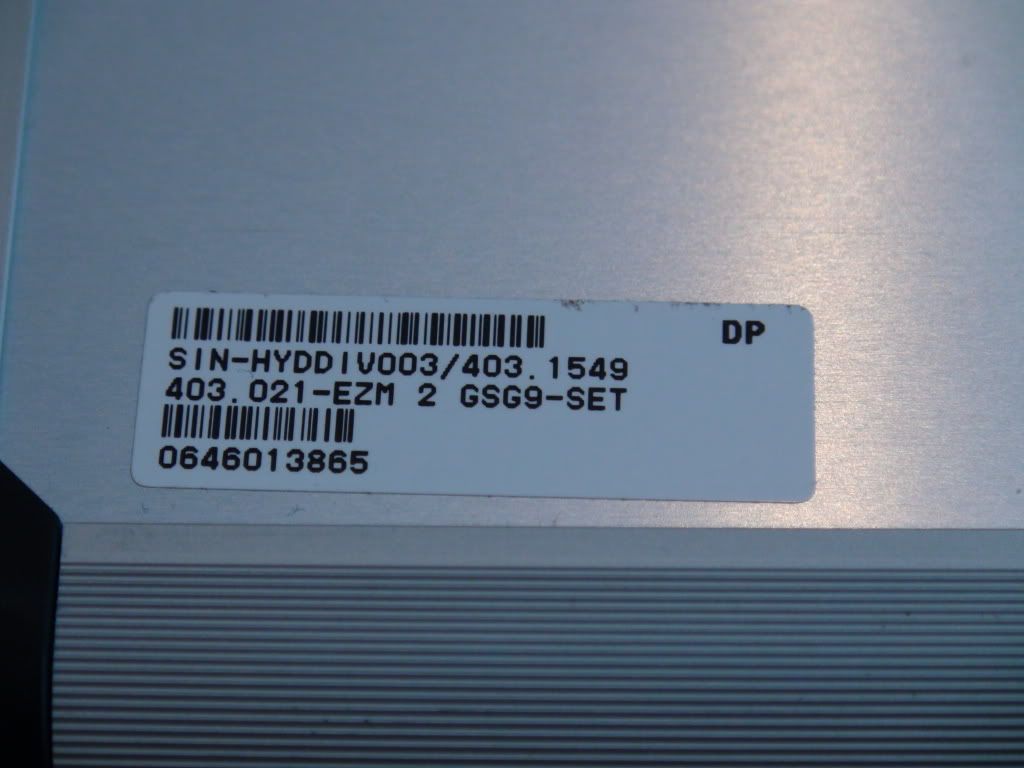 DP
SIN-HYDDIV003/403.1549
403.021-EZM 2 GSG9-SET
0646013865